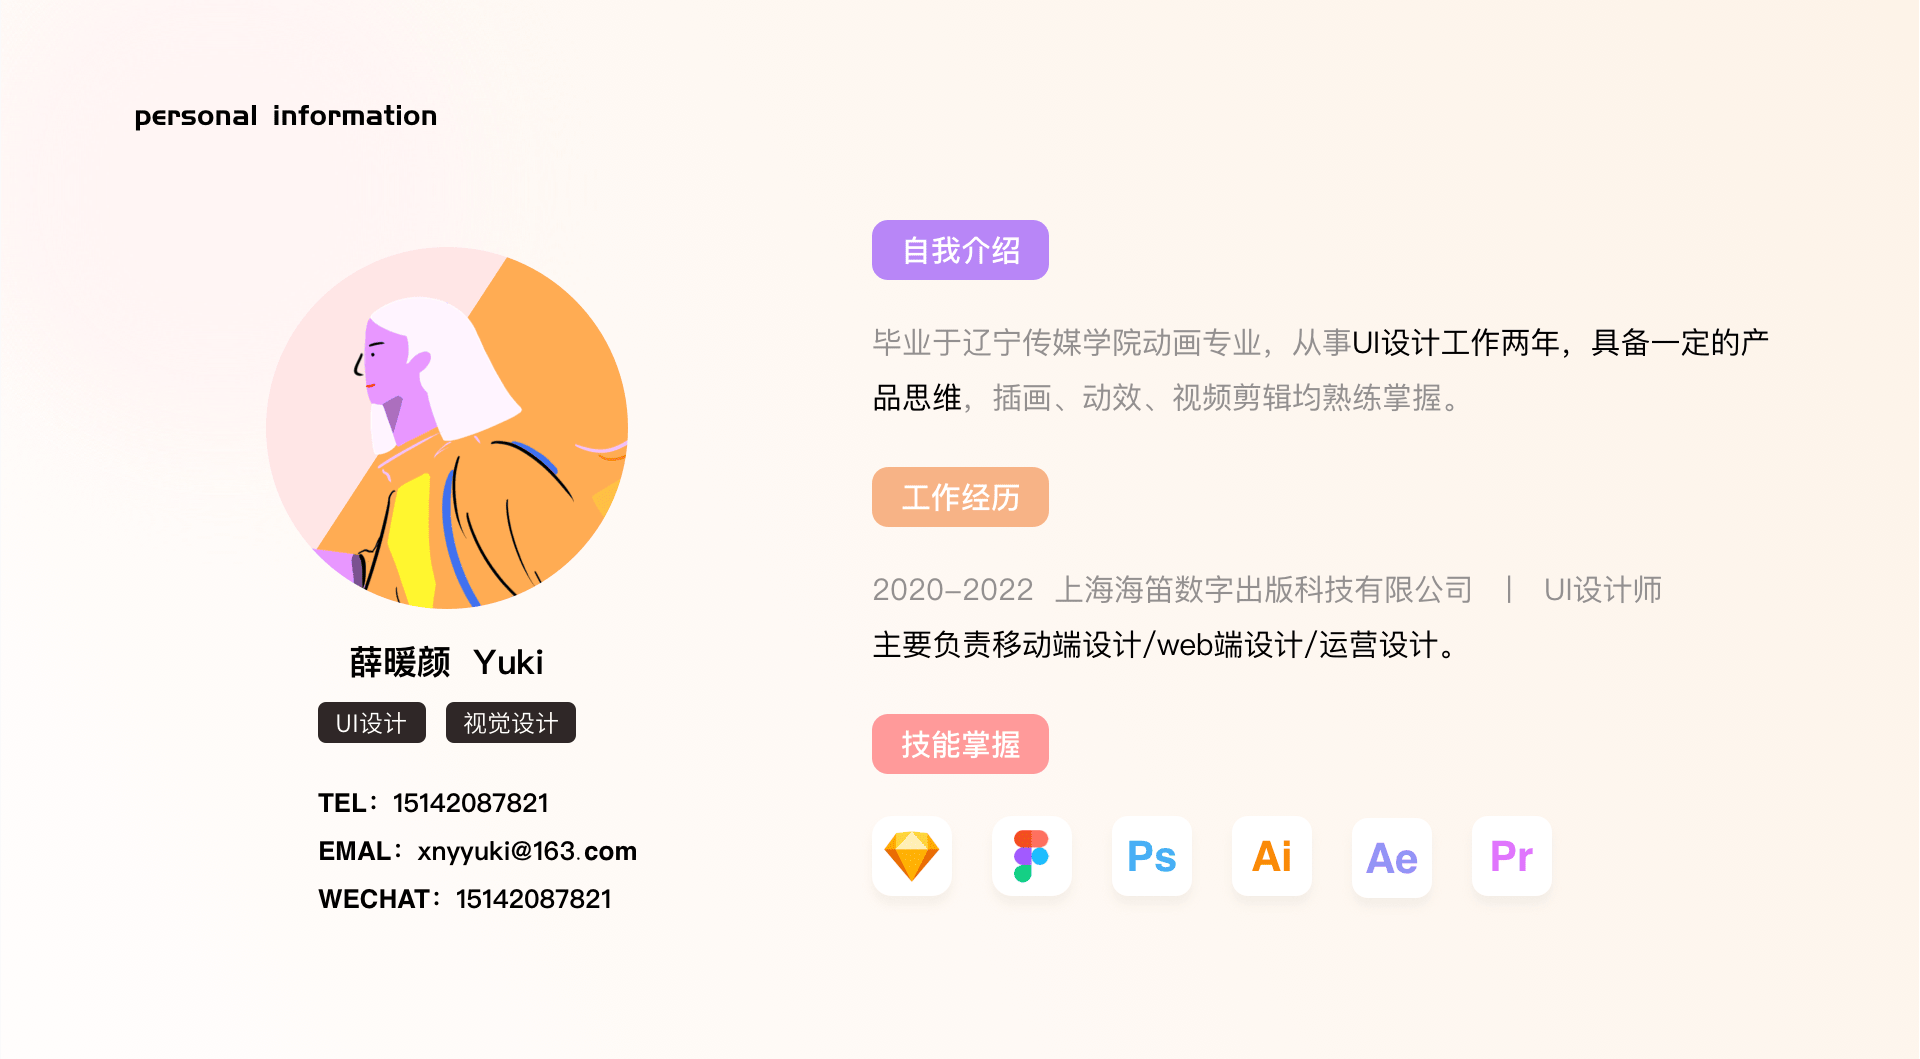 personal information
薛暖颜 Yuki
UI设计
视觉设计
TEL：15142087821
EMAL：xnyyuki@163.com
WECHAT：15142087821
自我介绍
毕业于辽宁传媒学院动画专业，从事UI设计工作两年，具备一定的产
品思维，插画、动效、视频剪辑均熟练掌握。
工作经历
2020-2022 上海海笛数字出版科技有限公司 | UI设计师
主要负责移动端设计/web端设计/运营设计。
技能掌握
Ps
Ai
Ae
Pr